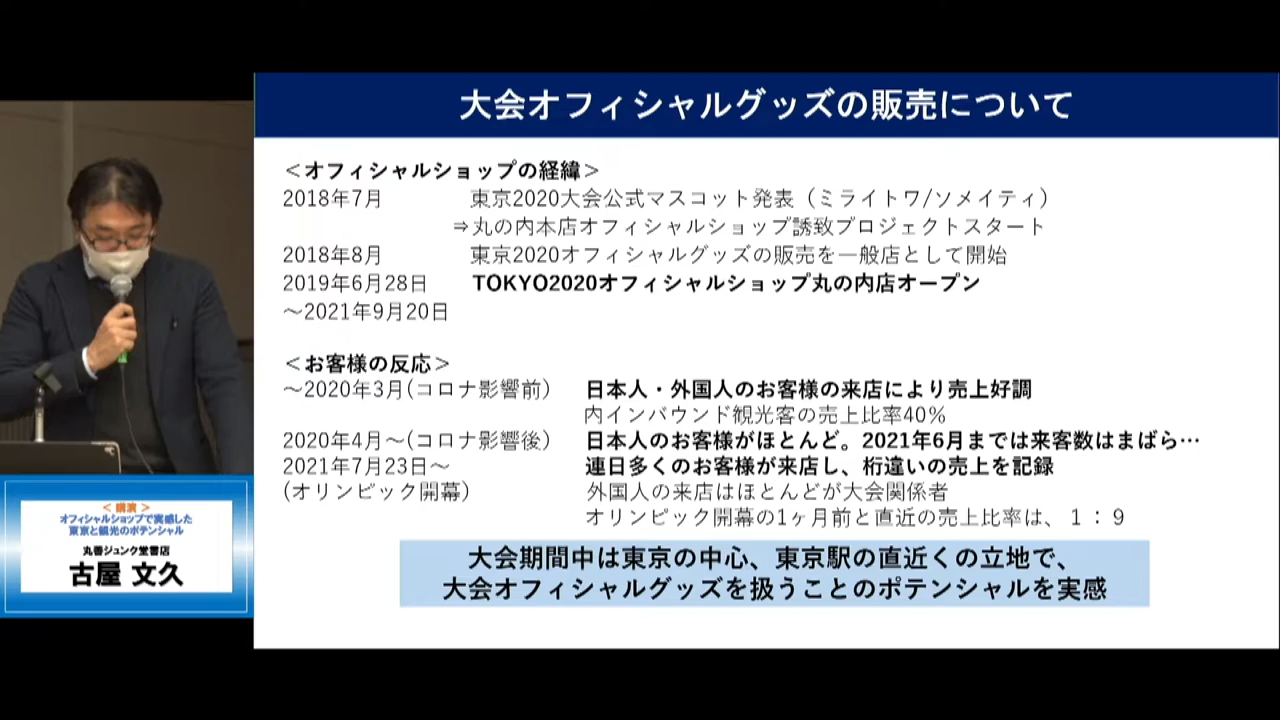 大会オフィシャルグッズの販売について
＜オフィシャルショップの経緯＞
2018年7月 東京2020大会公式マスコット発表（ミライトワ/ソメイティ）
⇒丸の内本店オフィシャルショップ誘致プロジェクトスタート
2018年8月 東京2020オフィシャルグッズの販売を一般店として開始
2019年6月28日 TOKYO2020オフィシャルショップ丸の内店オープン
～2021年9月20日
＜お客様の反応＞
～2020年3月(コロナ影響前) 日本人・外国人のお客様の来店により売上好調
内インバウンド観光客の売上比率40%
2020年4月～(コロナ影響後) 日本人のお客様がほとんど。2021年6月までは来客数はまばら…
2021年7月23日～ 連日多くのお客様が来店し、桁違いの売上を記録
(オリンピック開幕) 外国人の来店はほとんどが大会関係者
オリンピック開幕の1ヶ月前と直近の売上比率は、１：９
大会期間中は東京の中心、東京駅の直近くの立地で、
大会オフィシャルグッズを扱うことのポテンシャルを実感
＜講演＞
オフィシャルショップで実感した
東京と観光のポテンシャル
丸善ジュンク堂書店
古屋 文久